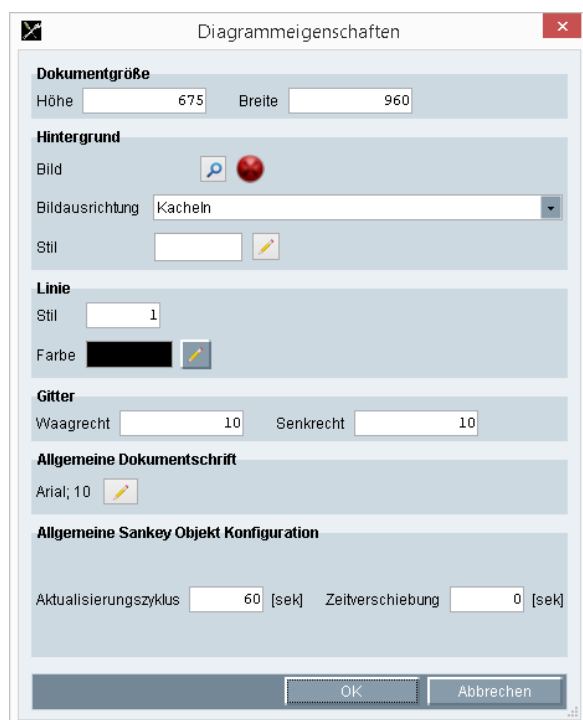 Diagrammeigenschaften
Dokumentgröße
Höhe 675 Breite 960
Hintergrund
Bild
Bildausrichtung Kacheln
Stil
Linie
Stil 1
Farbe
Gitter
Waagrecht 10 Senkrecht 10
Allgemeine Dokumentschrift
Arial; 10
Allgemeine Sankey Objekt Konfiguration
Aktualisierungszyklus 60 [sek] Zeitverschiebung 0 [sek]
OK Abbrechen